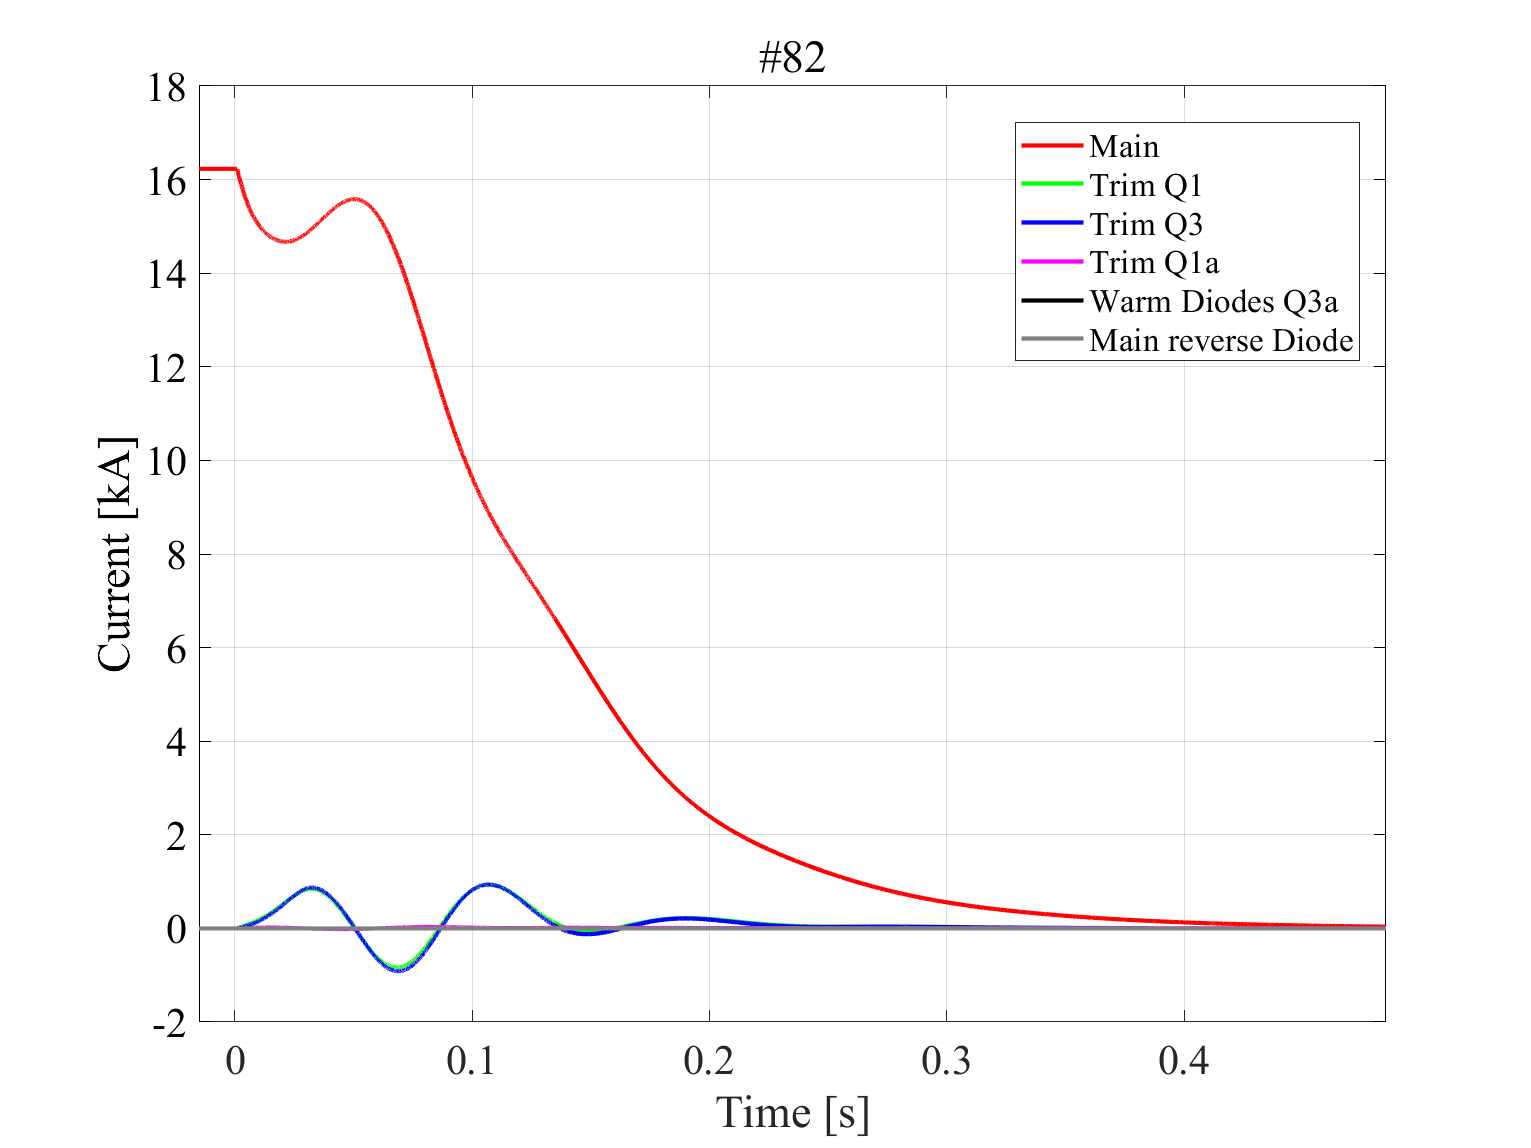 #82
18
16
14
12
10
8
6
4
2
0
-2
Current [kA]
Main
Trim Q1
Trim Q3
Trim Q1a
Warm Diodes Q3a
Main reverse Diode
0 0.1 0.2 0.3 0.4
Time [s]